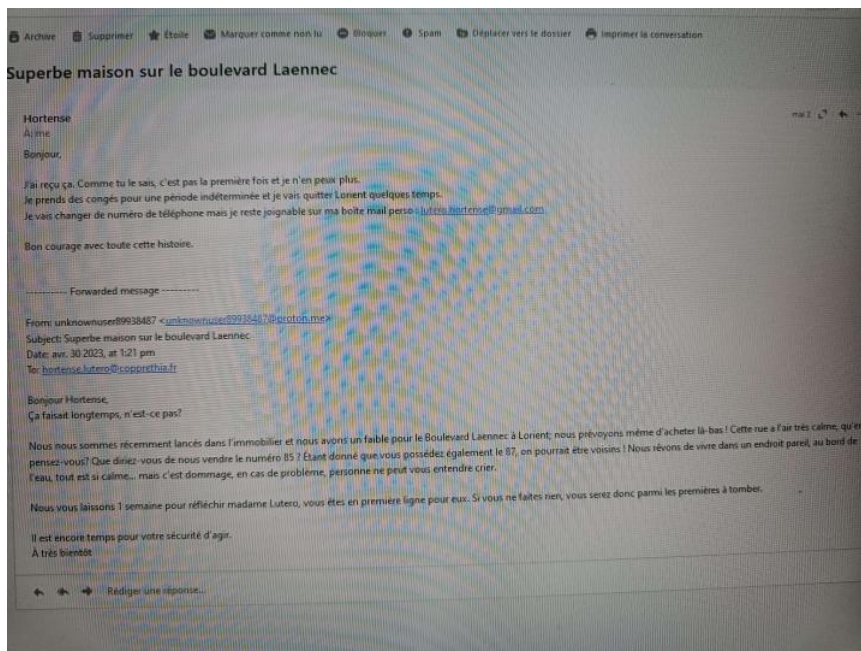 Archive Supprimer Étoile Marquer comme non lu Bloquer Spam Déplacer vers le dossier Imprimer la conversation
Superbe maison sur le boulevard Laennec
Hortense
À: me
mai 2
Bonjour,
J'ai reçu ça. Comme tu le sais, c'est pas la première fois et je n'en peux plus.
Je prends des congés pour une période indéterminée et je vais quitter Lorient quelques temps.
Je vais changer de numéro de téléphone mais je reste joignable sur ma boîte mail perso : lutero.hortense@gmail.com
Bon courage avec toute cette histoire.
---------- Forwarded message ----------
From: unknownuser89938487 <unknownuser89938487@proton.me>
Subject: Superbe maison sur le boulevard Laennec
Date: avr. 30 2023, at 1:21 pm
To: hortense.lutero@copprethia.fr
Bonjour Hortense,
Ça faisait longtemps, n'est-ce pas?
Nous nous sommes récemment lancés dans l'immobilier et nous avons un faible pour le Boulevard Laennec à Lorient; nous prévoyons même d'acheter là-bas ! Cette rue a l'air très calme,
pensez-vous? Que diriez-vous de nous vendre le numéro 85 ? Étant donné que vous possédez également le 87, on pourrait être voisins ! Nous rêvons de vivre dans un endroit pareil, au bord de
l'eau, tout est si calme... mais c'est dommage, en cas de problème, personne ne peut vous entendre crier.
Nous vous laissons 1 semaine pour réfléchir madame Lutero, vous êtes en première ligne pour eux. Si vous ne faites rien, vous serez donc parmi les premières à tomber.
Il est encore temps pour votre sécurité d'agir.
À très bientôt
Rédiger une réponse...